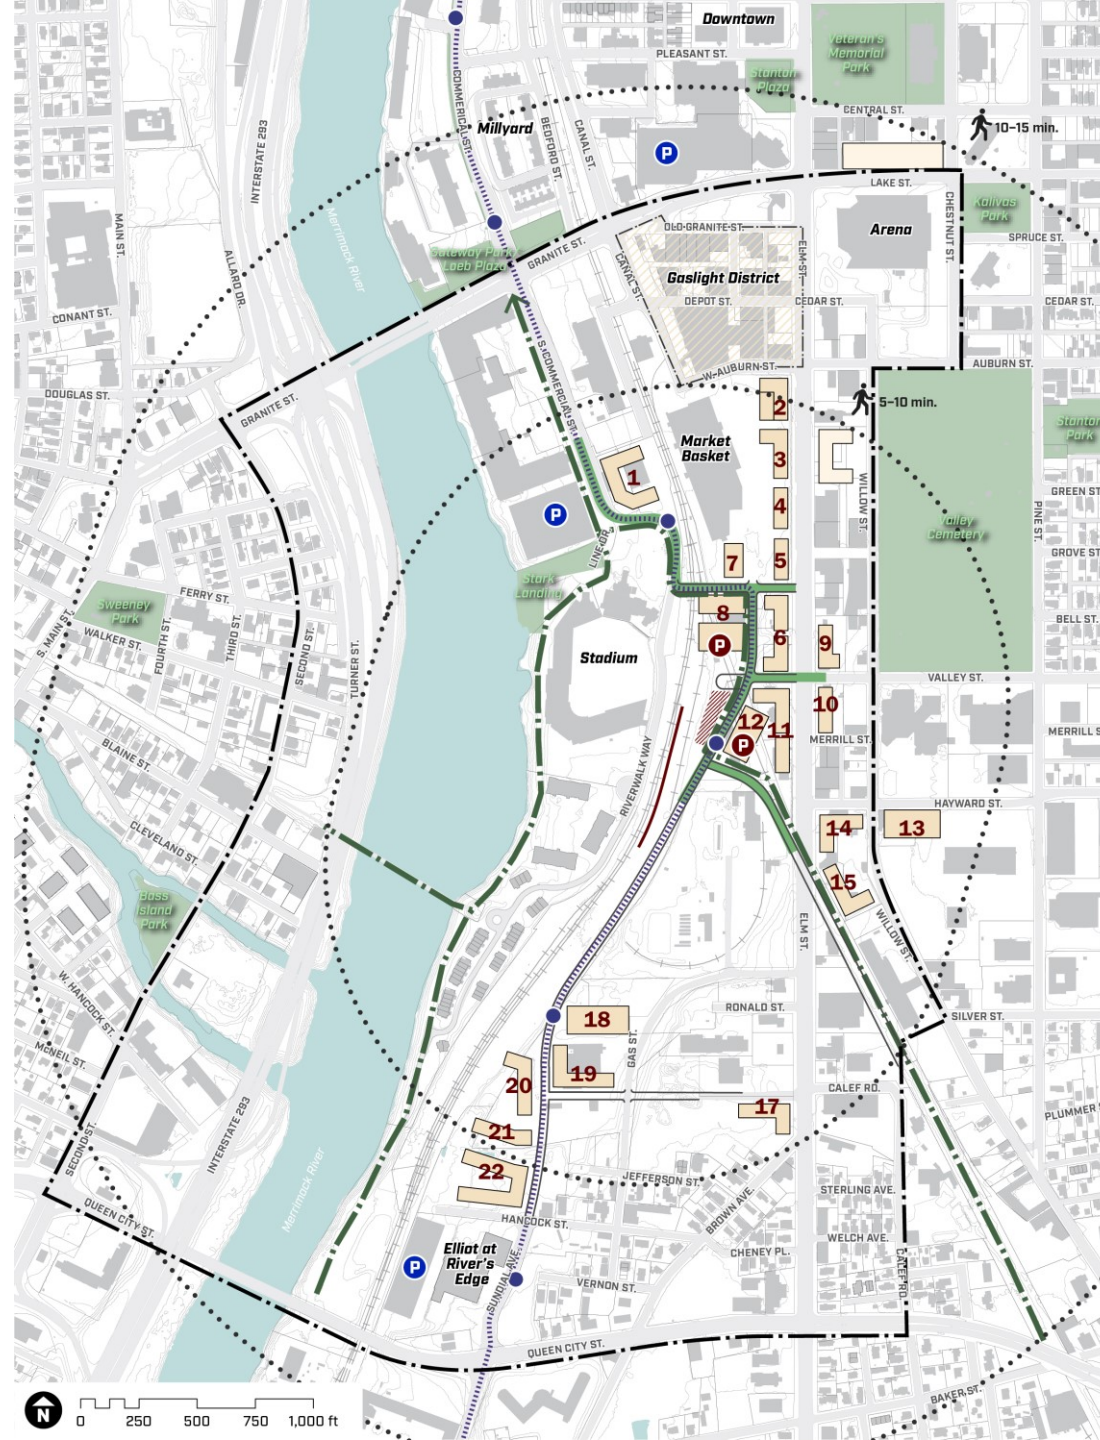 Downtown
PLEASANT ST.
Veteran's
Memorial
Park
Stanton
Plaza
CENTRAL ST.
COMMERICAL ST.
Millyard
BEDFORD ST.
CANAL ST.
P
10–15 min.
INTERSTATE 293
LAKE ST.
CHESTNUT ST.
Kalivas
Park
MAIN ST.
Merrimack River
OLD GRANITE ST.
ELM ST.
Arena
SPRUCE ST.
ALLARD DR.
Gateway Park/
Loeb Plaza
GRANITE ST.
CANAL ST.
Gaslight District
DEPOT ST.
CEDAR ST.
CEDAR ST.
CONANT ST.
S. COMMERCIAL ST.
W. AUBURN ST.
AUBURN ST.
DOUGLAS ST.
GRANITE ST.
2
5–10 min.
Stanton
Park
Market
Basket
3
1
WILLOW ST.
GREEN ST.
4
P
Valley
Cemetery
PINE ST.
LINE DR.
7
5
GROVE ST.
Stark
Landing
FERRY ST.
Sweeney
Park
8
BELL ST.
S. MAIN ST.
WALKER ST.
FOURTH ST.
THIRD ST.
SECOND ST.
TURNER ST.
Stadium
P
6
9
VALLEY ST.
10
12
11
P
MERRILL ST.
MERRILL S
BLAINE ST.
RIVERWALK WAY
HAYWARD ST.
14
13
CLEVELAND ST.
15
Bass
Island
Park
ELM ST.
WILLOW ST.
W. HANCOCK ST.
RONALD ST.
18
SILVER ST.
GAS ST.
MCNEIL ST.
19
20
CALEF RD.
17
PLUMMER S
INTERSTATE 293
21
SECOND ST.
22
JEFFERSON ST.
Merrimack River
STERLING AVE.
BROWN AVE.
QUEEN CITY ST.
HANCOCK ST.
WELCH AVE.
Elliot at
River's
Edge
P
CHENEY PL.
CALEF RD.
SUNDIAL AVE.
VERNON ST.
QUEEN CITY ST.
BAKER ST.
N
0 250 500 750 1,000 ft